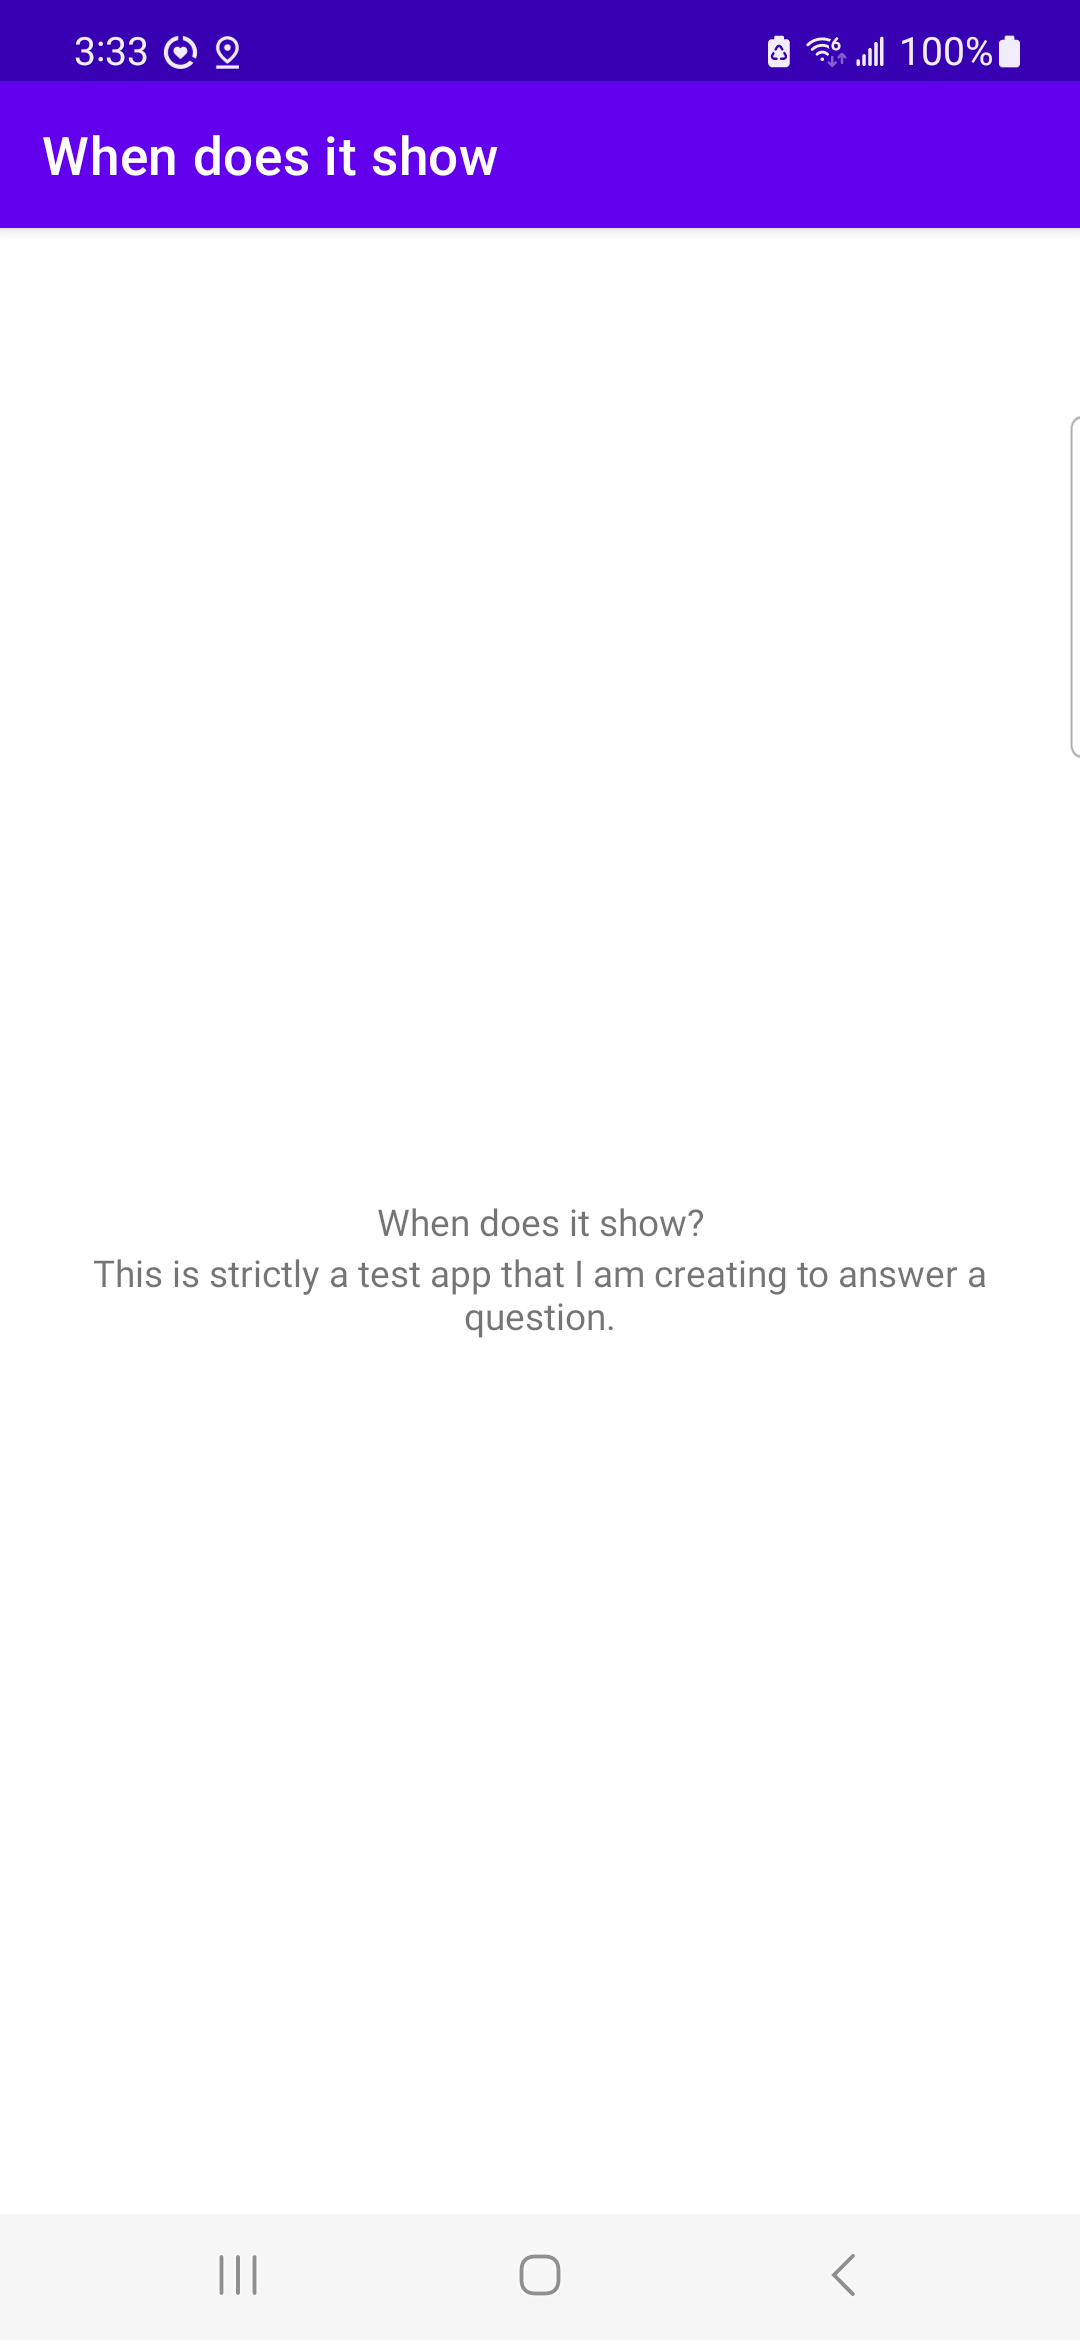 3:33 100%
When does it show
When does it show?
This is strictly a test app that I am creating to answer a
question.